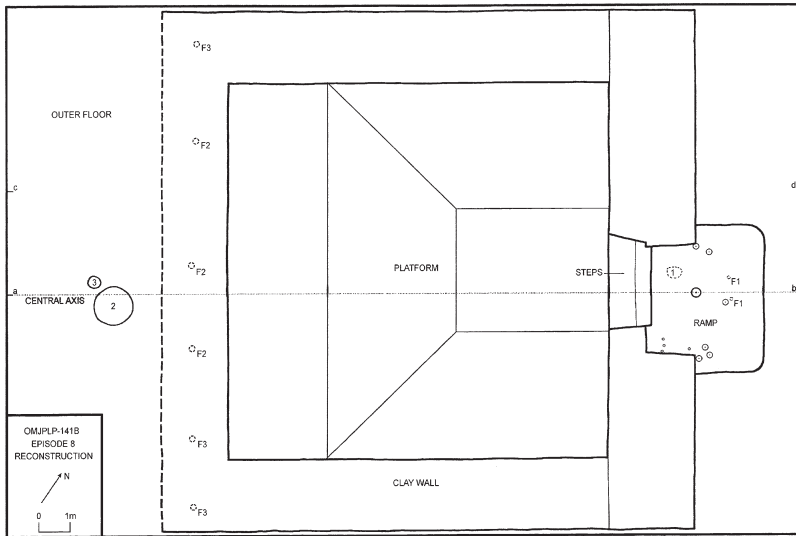 F3
OUTER FLOOR
F2
c
d
F2
PLATFORM
STEPS
1
3
F1
a
CENTRAL AXIS
2
b
F1
RAMP
F2
OMJPLP-141B
EPISODE 8
RECONSTRUCTION
N
0 1m
F3
CLAY WALL
F3